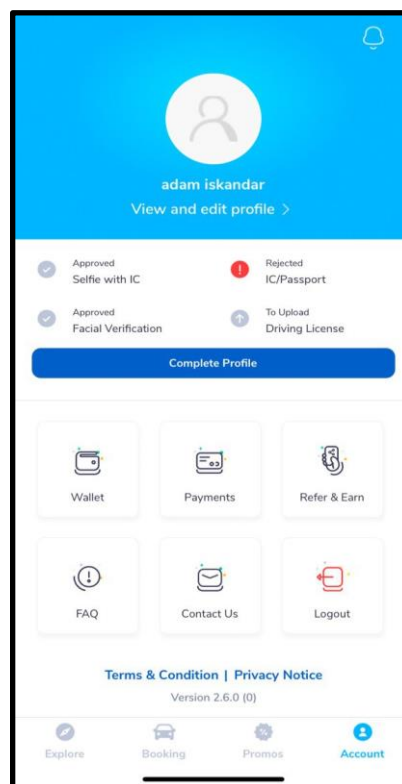 adam iskandar
View and edit profile >
Approved
Selfie with IC
Rejected
IC/Passport
Approved
Facial Verification
To Upload
Driving License
Complete Profile
Wallet
Payments
Refer & Earn
FAQ
Contact Us
Logout
Terms & Condition | Privacy Notice
Version 2.6.0 (0)
Explore
Booking
Promos
Account